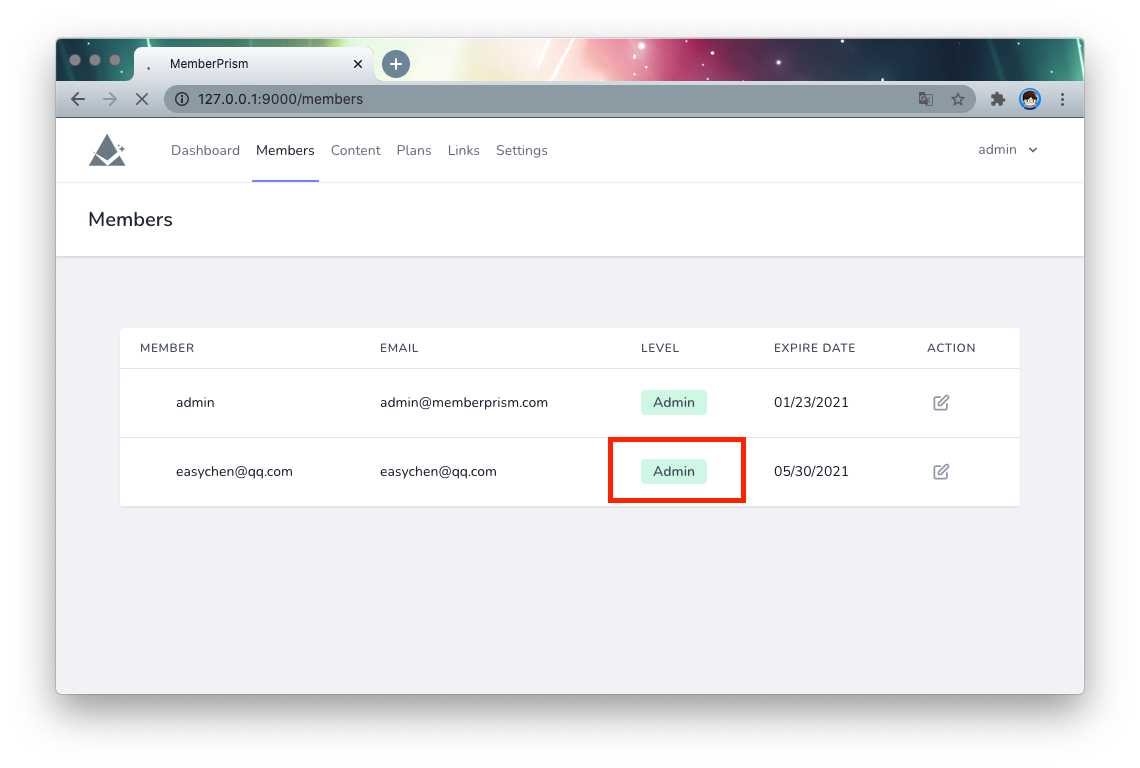 MemberPrism
127.0.0.1:9000/members
Dashboard Members Content Plans Links Settings admin
Members
MEMBER EMAIL LEVEL EXPIRE DATE ACTION
admin admin@memberprism.com Admin 01/23/2021
easychen@qq.com easychen@qq.com Admin 05/30/2021